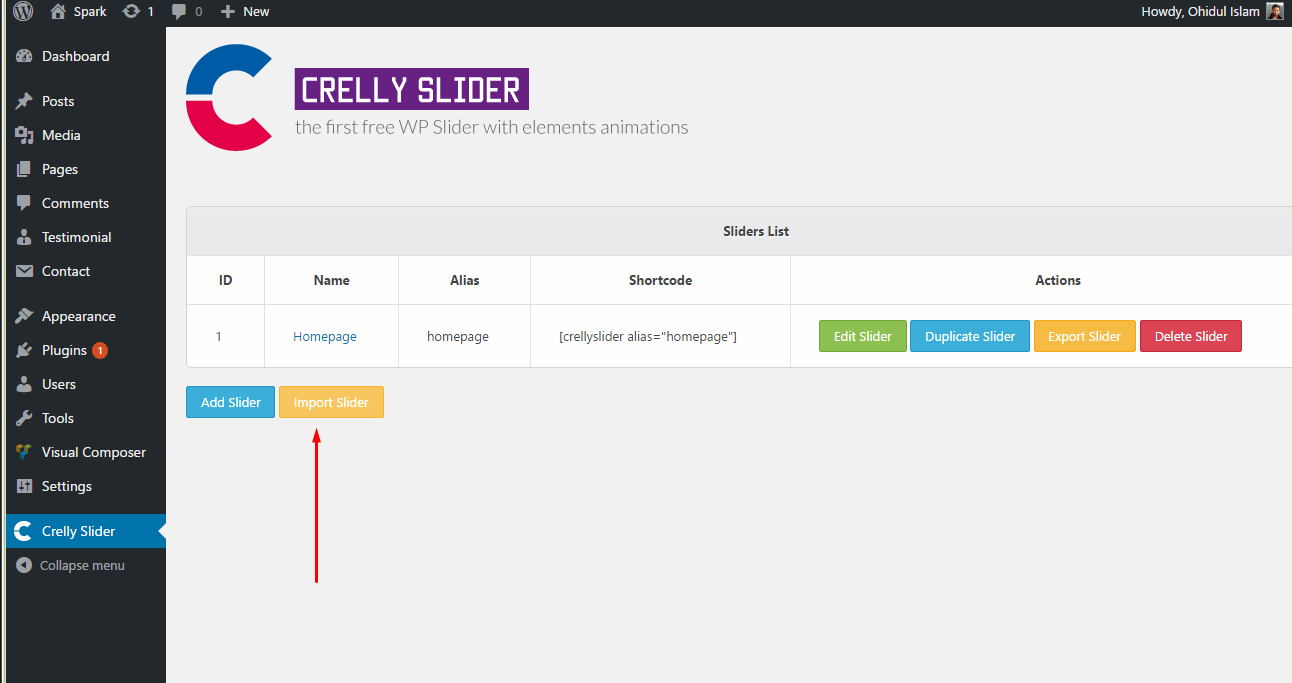 Spark 1 0 New Howdy, Ohidul Islam
Dashboard
Posts
Media
Pages
Comments
Testimonial
Contact
Appearance
Plugins 1
Users
Tools
Visual Composer
Settings
Crelly Slider
Collapse menu
CRELLY SLIDER
the first free WP Slider with elements animations
Sliders List
ID Name Alias Shortcode Actions
1 Homepage homepage [crellyslider alias="homepage"] Edit Slider Duplicate Slider Export Slider Delete Slider
Add Slider Import Slider